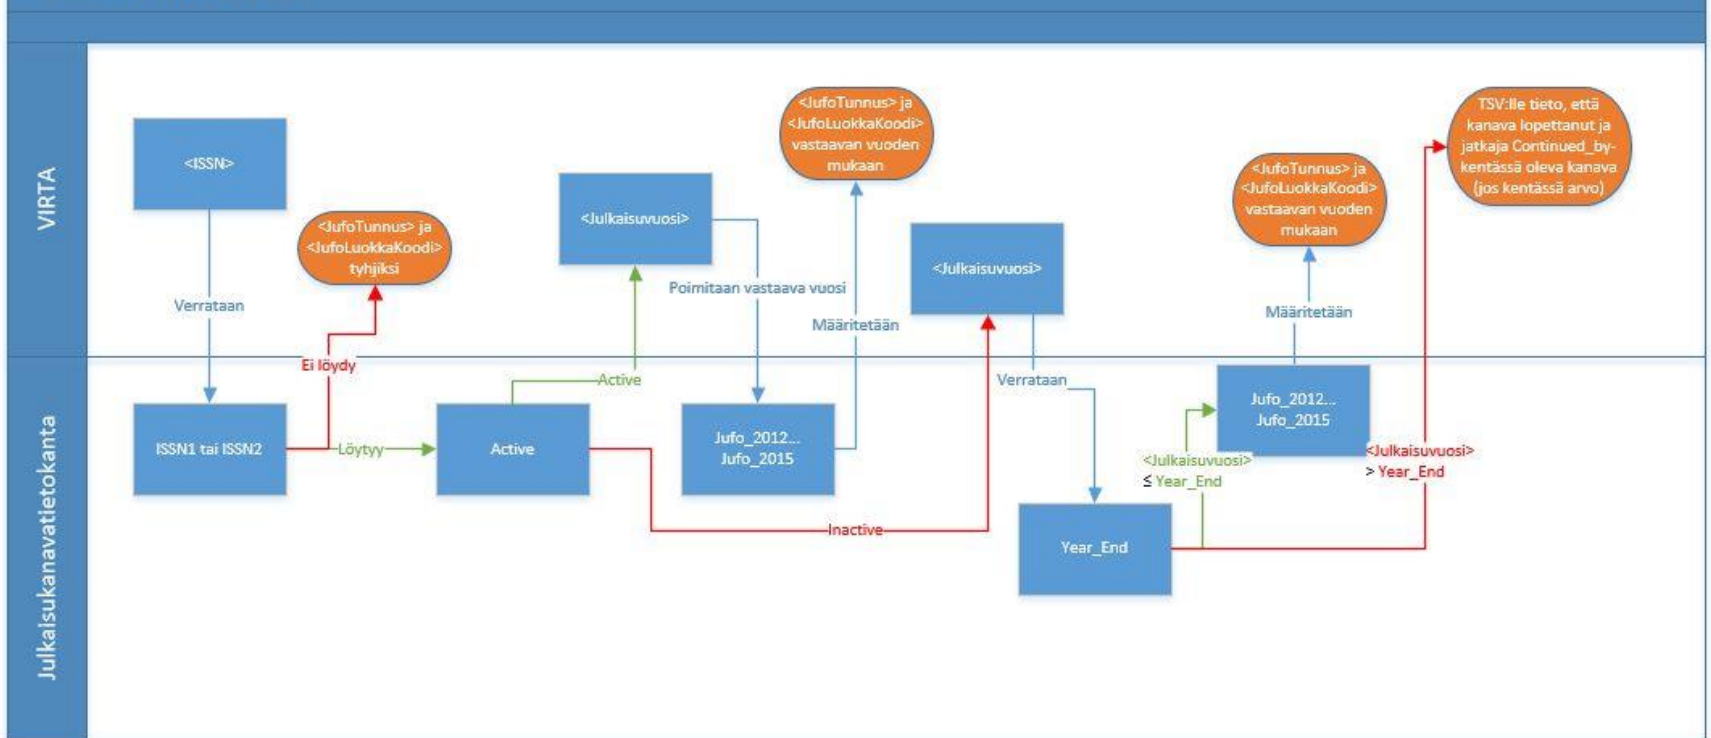 VIRTA
<ISSN>
Verrataan
<JufoTunnus> ja
<JufoLuokkaKoodi>
tyhjiksi
Ei löydy
<Julkaisuvuosi>
Poimitaan vastaava vuosi
<JufoTunnus> ja
<JufoLuokkaKoodi>
vastaavan vuoden
mukaan
Määritetään
<Julkaisuvuosi>
Verrataan
<JufoTunnus> ja
<JufoLuokkaKoodi>
vastaavan vuoden
mukaan
Määritetään
TSV:lle tieto, että
kanava lopettanut ja
jatkaja Continued_by-
kentässä oleva kanava
(jos kentässä arvo)
Julkaisukanavatietokanta
ISSN1 tai ISSN2
Löytyy
Active
Active
Jufo_2012...
Jufo_2015
Inactive
Year_End
<Julkaisuvuosi>
≤ Year_End
Jufo_2012...
Jufo_2015
<Julkaisuvuosi>
> Year_End